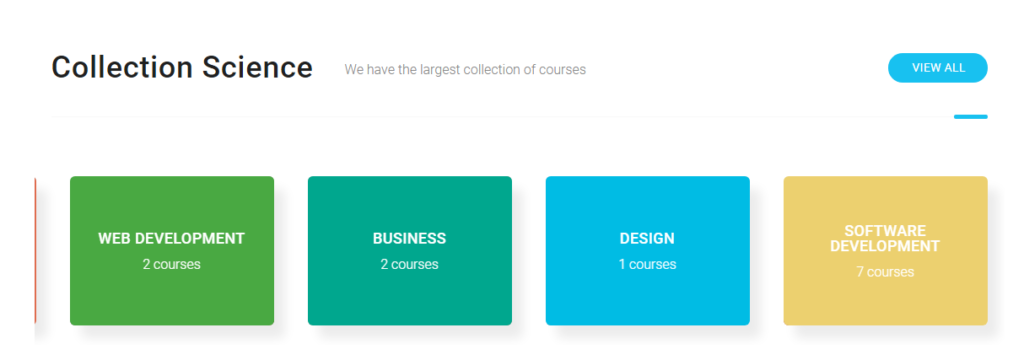 Collection Science
We have the largest collection of courses
VIEW ALL
WEB DEVELOPMENT
2 courses
BUSINESS
2 courses
DESIGN
1 courses
SOFTWARE
DEVELOPMENT
7 courses